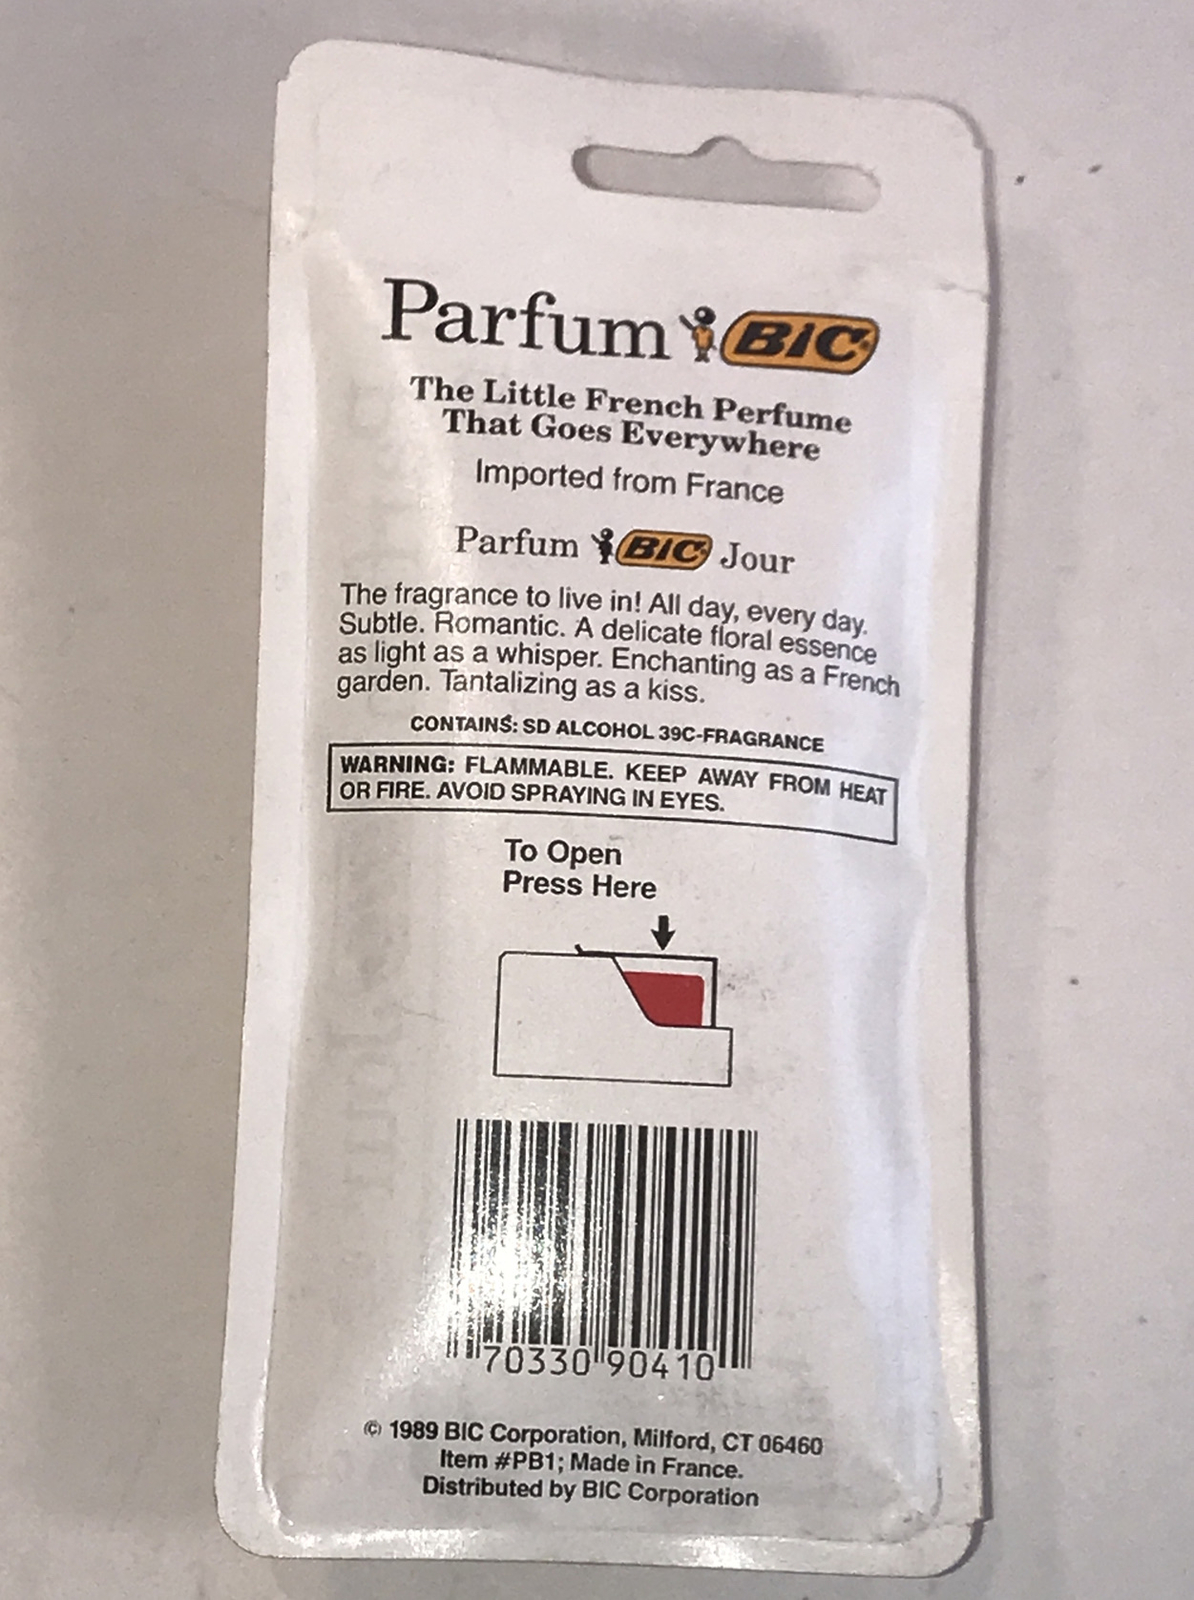 Parfum BIC
The Little French Perfume
That Goes Everywhere
Imported from France
Parfum BIC Jour
The fragrance to live in! All day, every day.
Subtle. Romantic. A delicate floral essence
as light as a whisper. Enchanting as a French
garden. Tantalizing as a kiss.
CONTAINS: SD ALCOHOL 39C-FRAGRANCE
WARNING: FLAMMABLE. KEEP AWAY FROM HEAT
OR FIRE. AVOID SPRAYING IN EYES.
To Open
Press Here
70330 90410
© 1989 BIC Corporation, Milford, CT 06460
Item #PB1; Made in France.
Distributed by BIC Corporation